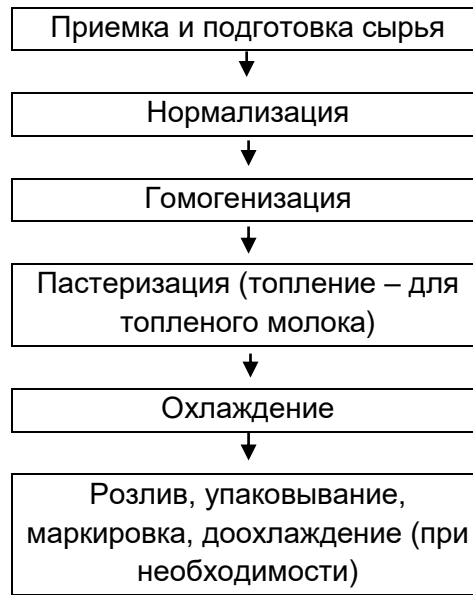 Приемка и подготовка сырья
Нормализация
Гомогенизация
Пастеризация (топление – для
топленого молока)
Охлаждение
Розлив, упаковывание,
маркировка, доохлаждение (при
необходимости)